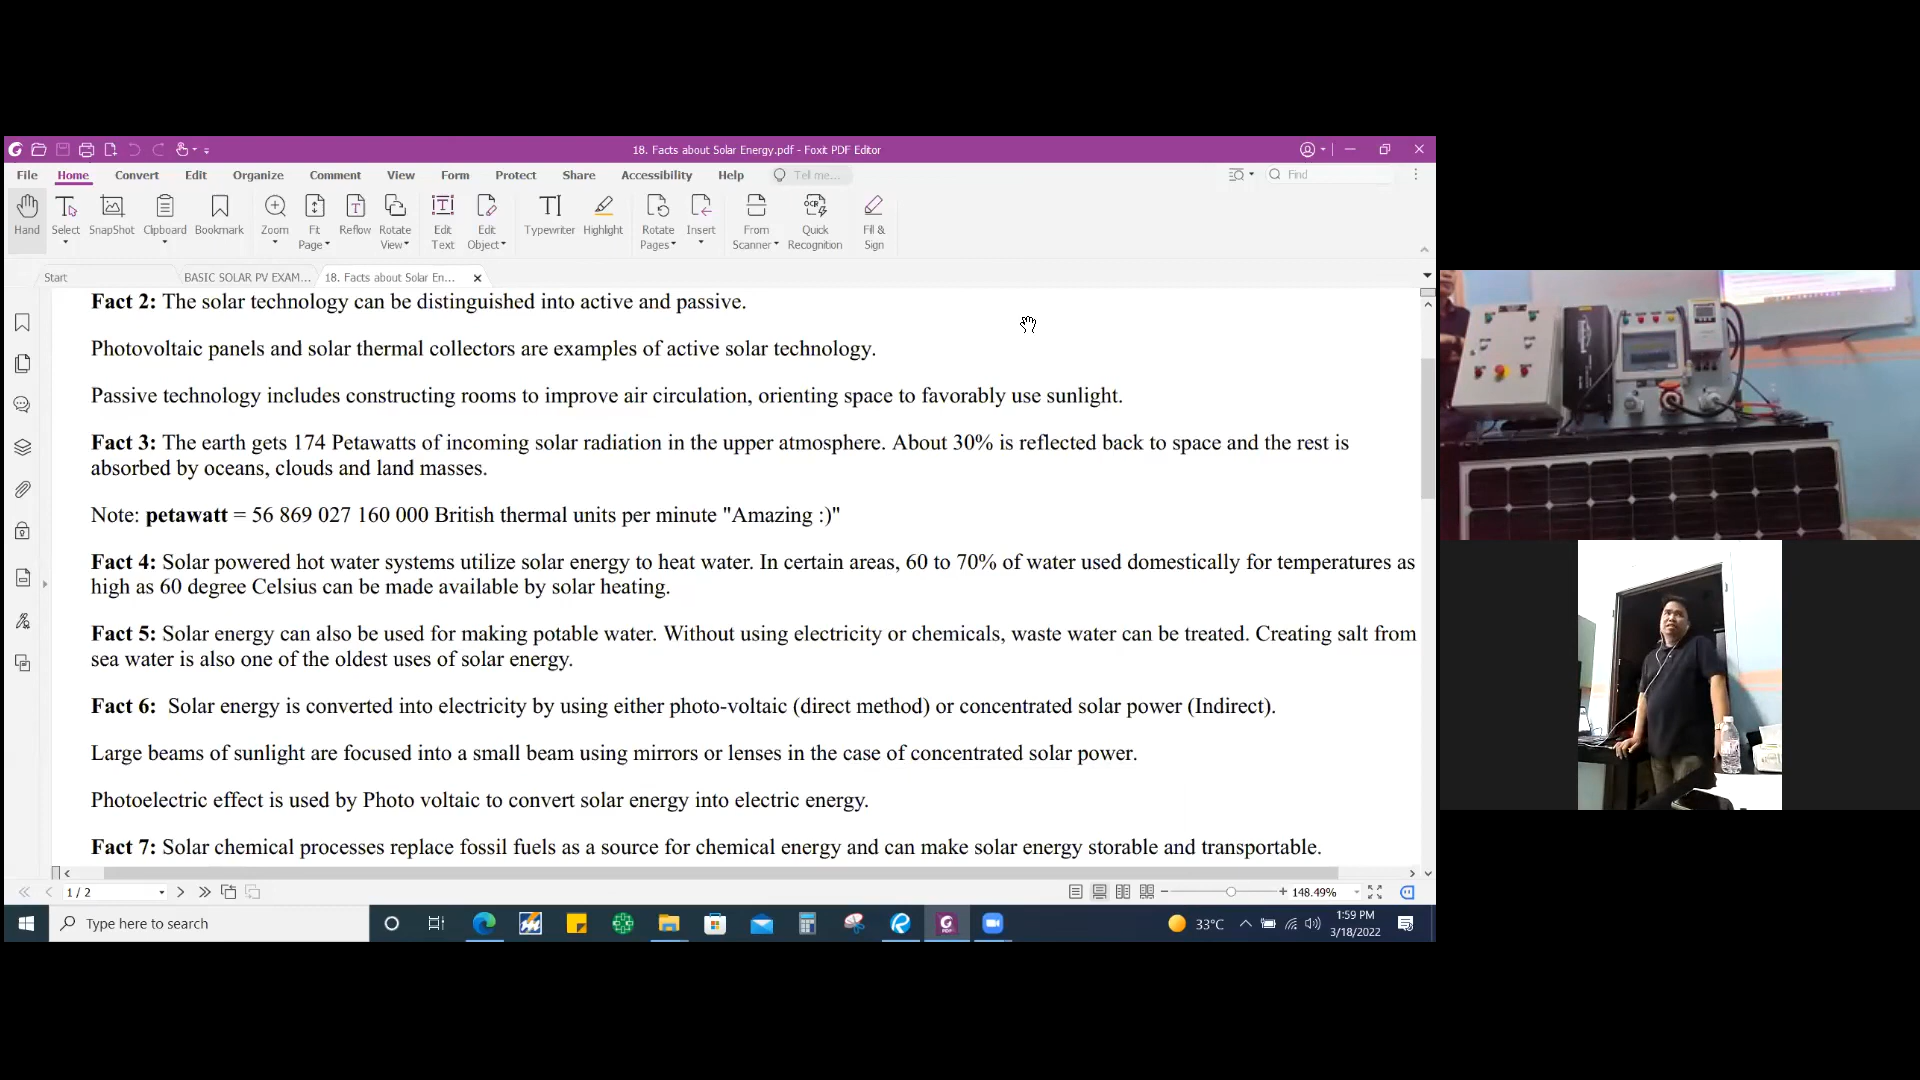 18. Facts about Solar Energy.pdf - Foxit PDF Editor
File Home Convert Edit Organize Comment View Form Protect Share Accessibility Help Tell me... Find
Hand Select SnapShot Clipboard Bookmark Zoom Fit Page Reflow Rotate View Edit Text Edit Object Typewriter Highlight Rotate Pages Insert From Scanner Quick Recognition Fill & Sign
Start BASIC SOLAR PV EXAM... 18. Facts about Solar En...
Fact 2: The solar technology can be distinguished into active and passive.
Photovoltaic panels and solar thermal collectors are examples of active solar technology.
Passive technology includes constructing rooms to improve air circulation, orienting space to favorably use sunlight.
Fact 3: The earth gets 174 Petawatts of incoming solar radiation in the upper atmosphere. About 30% is reflected back to space and the rest is
absorbed by oceans, clouds and land masses.
Note: petawatt = 56 869 027 160 000 British thermal units per minute "Amazing :)"
Fact 4: Solar powered hot water systems utilize solar energy to heat water. In certain areas, 60 to 70% of water used domestically for temperatures as
high as 60 degree Celsius can be made available by solar heating.
Fact 5: Solar energy can also be used for making potable water. Without using electricity or chemicals, waste water can be treated. Creating salt from
sea water is also one of the oldest uses of solar energy.
Fact 6: Solar energy is converted into electricity by using either photo-voltaic (direct method) or concentrated solar power (Indirect).
Large beams of sunlight are focused into a small beam using mirrors or lenses in the case of concentrated solar power.
Photoelectric effect is used by Photo voltaic to convert solar energy into electric energy.
Fact 7: Solar chemical processes replace fossil fuels as a source for chemical energy and can make solar energy storable and transportable.
1 / 2 148.49%
Type here to search 33°C 1:59 PM
3/18/2022